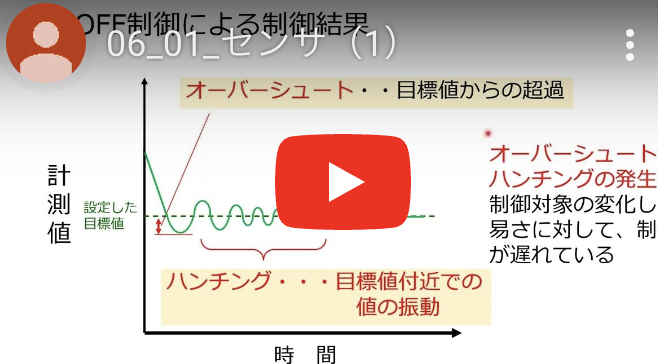 OFF制御による制御結果
06_01_センサ（1）
オーバーシュート・・目標値からの超過
計測値
設定した
目標値
オーバーシュート
ハンチングの発生
制御対象の変化し
易さに対して、制
が遅れている
ハンチング・・・目標値付近での
値の振動
時　間